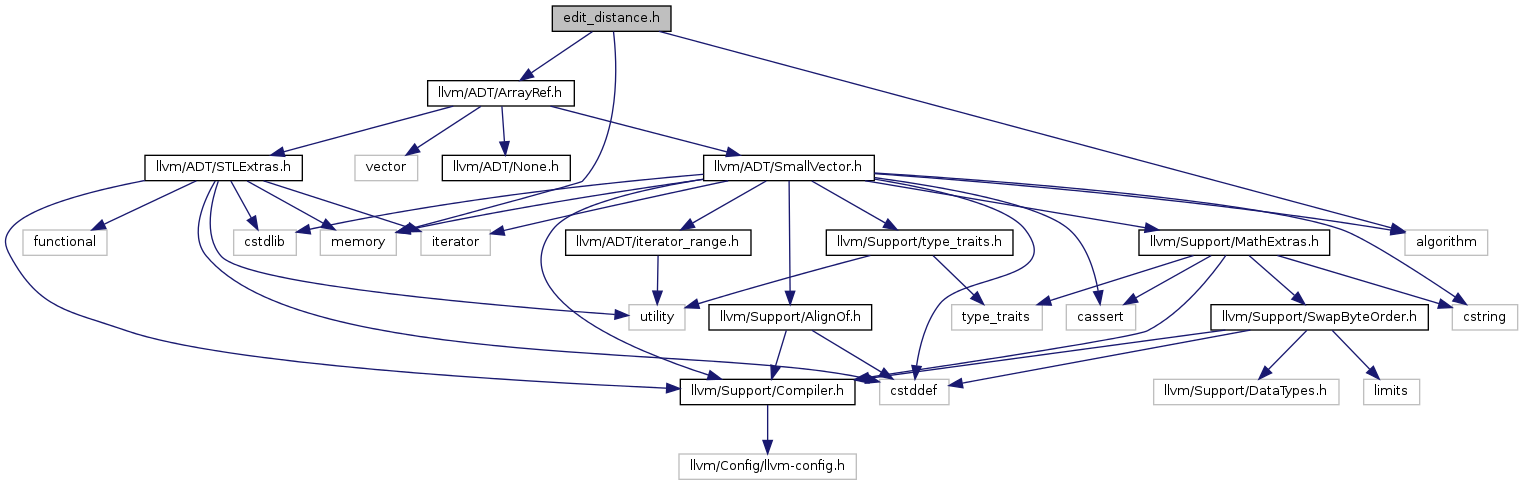 edit_distance.h
llvm/ADT/ArrayRef.h
llvm/ADT/STLExtras.h
vector
llvm/ADT/None.h
llvm/ADT/SmallVector.h
functional
cstdlib
memory
iterator
llvm/ADT/iterator_range.h
llvm/Support/type_traits.h
llvm/Support/MathExtras.h
algorithm
utility
llvm/Support/AlignOf.h
type_traits
cassert
llvm/Support/SwapByteOrder.h
cstring
llvm/Support/Compiler.h
cstddef
llvm/Support/DataTypes.h
limits
llvm/Config/llvm-config.h